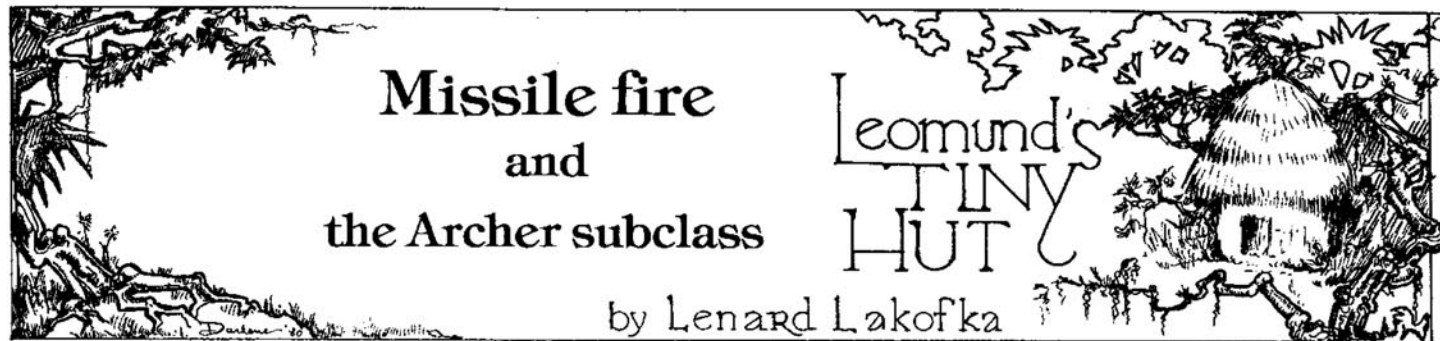 Missile fire
and
the Archer subclass
Leomund's
TINY
HUT
by Lenard Lakofka
Darlene '80